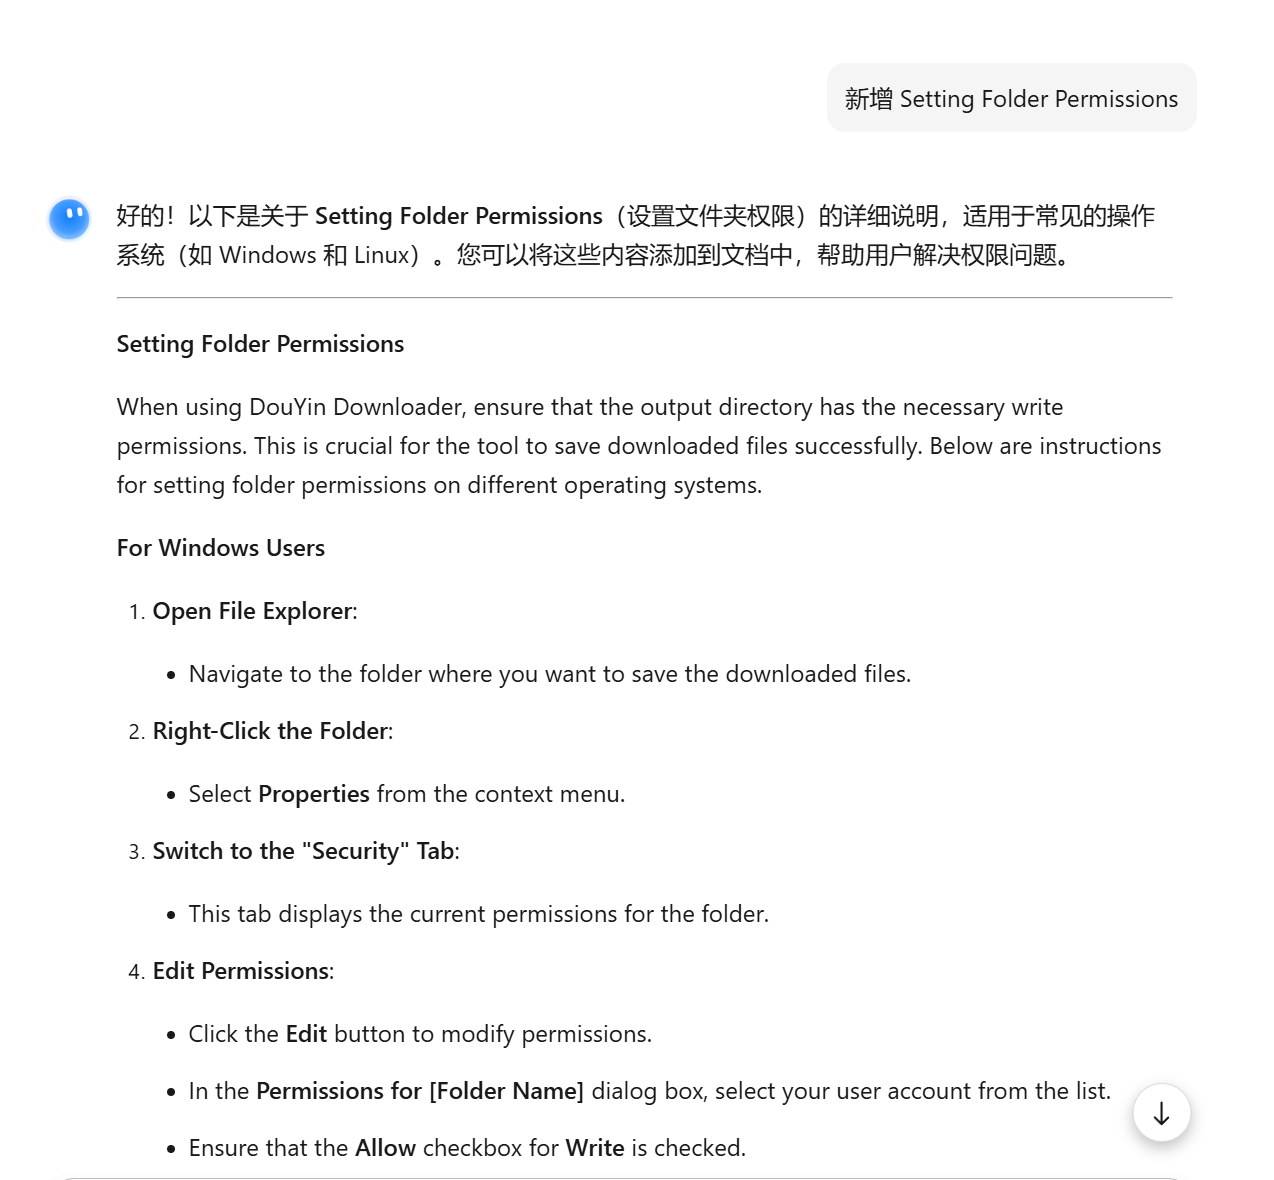 新增 Setting Folder Permissions
好的！以下是关于 Setting Folder Permissions（设置文件夹权限）的详细说明，适用于常见的操作
系统（如 Windows 和 Linux）。您可以将这些内容添加到文档中，帮助用户解决权限问题。
Setting Folder Permissions
When using DouYin Downloader, ensure that the output directory has the necessary write
permissions. This is crucial for the tool to save downloaded files successfully. Below are instructions
for setting folder permissions on different operating systems.
For Windows Users
1. Open File Explorer:
• Navigate to the folder where you want to save the downloaded files.
2. Right-Click the Folder:
• Select Properties from the context menu.
3. Switch to the "Security" Tab:
• This tab displays the current permissions for the folder.
4. Edit Permissions:
• Click the Edit button to modify permissions.
• In the Permissions for [Folder Name] dialog box, select your user account from the list.
• Ensure that the Allow checkbox for Write is checked.